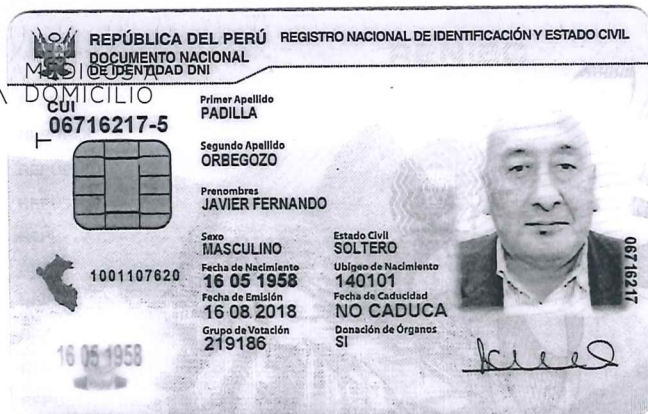 REPÚBLICA DEL PERÚ
REGISTRO NACIONAL DE IDENTIFICACIÓN Y ESTADO CIVIL
DOCUMENTO NACIONAL
DE IDENTIDAD DNI
MEDICOS A
A DOMICILIO
CUI
06716217-5
Primer Apellido
PADILLA
Segundo Apellido
ORBEGOZO
Prenombres
JAVIER FERNANDO
Sexo
MASCULINO
Estado Civil
SOLTERO
Fecha de Nacimiento
16 05 1958
Ubigeo de Nacimiento
140101
Fecha de Emisión
16 08 2018
Fecha de Caducidad
NO CADUCA
Grupo de Votación
219186
Donación de Órganos
SI
1001107620
16 05 1958
06716217